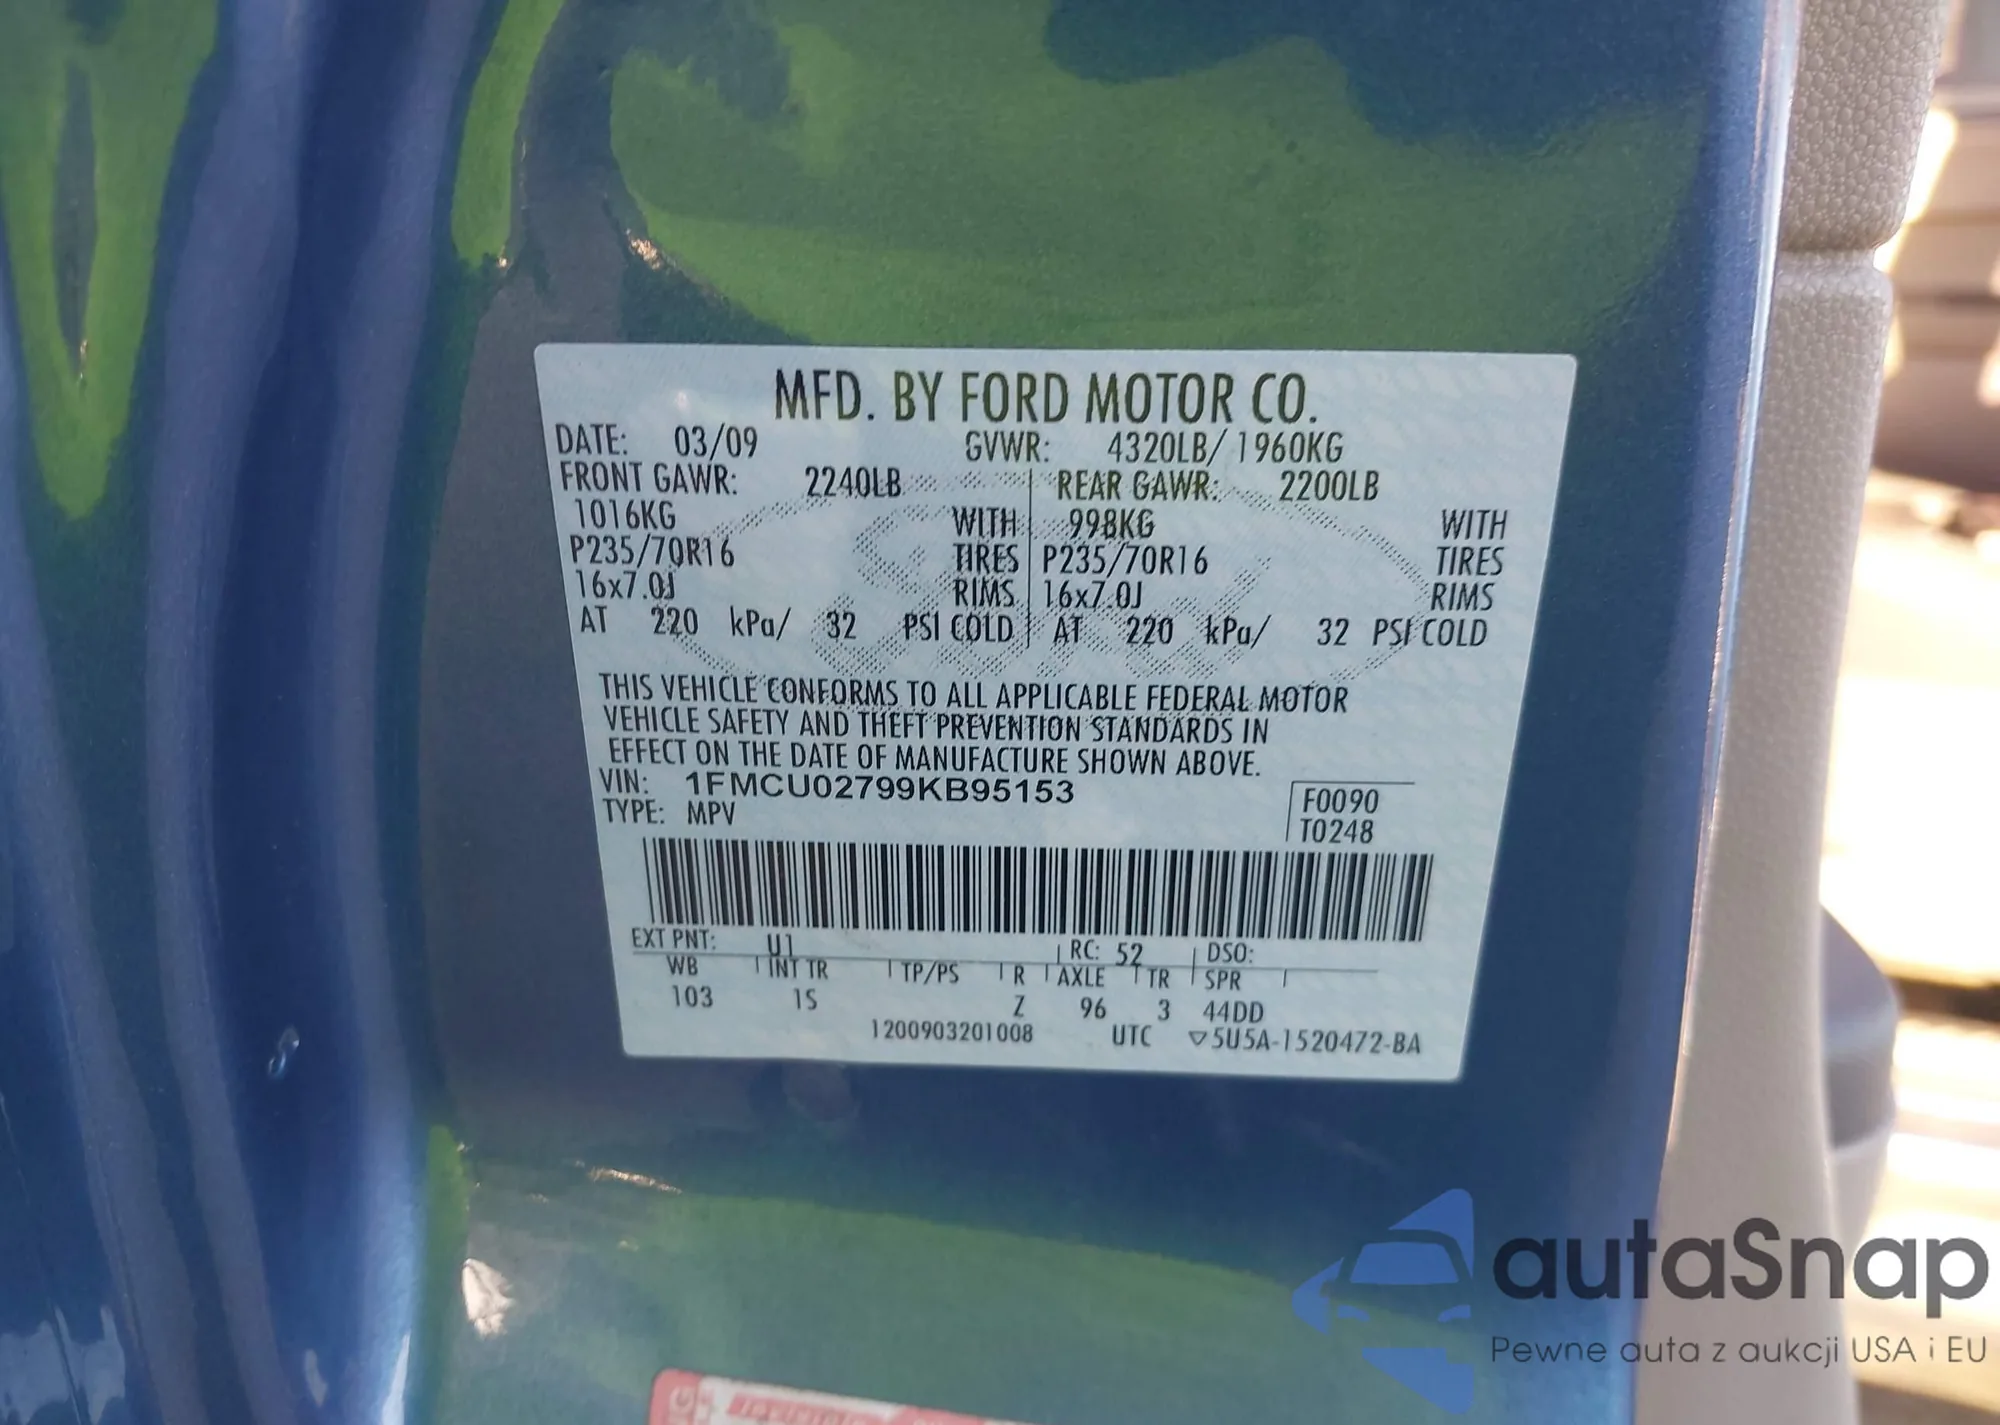 MFD. BY FORD MOTOR CO.
DATE: 03/09 GVWR: 4320LB/ 1960KG
FRONT GAWR: 2240LB REAR GAWR: 2200LB
1016KG WITH 998KG WITH
P235/70R16 TIRES P235/70R16 TIRES
16x7.0J RIMS 16x7.0J RIMS
AT 220 kPa/ 32 PSI COLD AT 220 kPa/ 32 PSI COLD
THIS VEHICLE CONFORMS TO ALL APPLICABLE FEDERAL MOTOR
VEHICLE SAFETY AND THEFT PREVENTION STANDARDS IN
EFFECT ON THE DATE OF MANUFACTURE SHOWN ABOVE.
VIN: 1FMCU02799KB95153
TYPE: MPV
F0090
T0248
EXT PNT: U1 RC: 52 DSO:
WB INT TR TP/PS R AXLE TR SPR
103 1S Z 96 3 44DD
1200903201008 UTC ▽5U5A-1520472-BA
autaSnap
Pewne auta z aukcji USA i EU